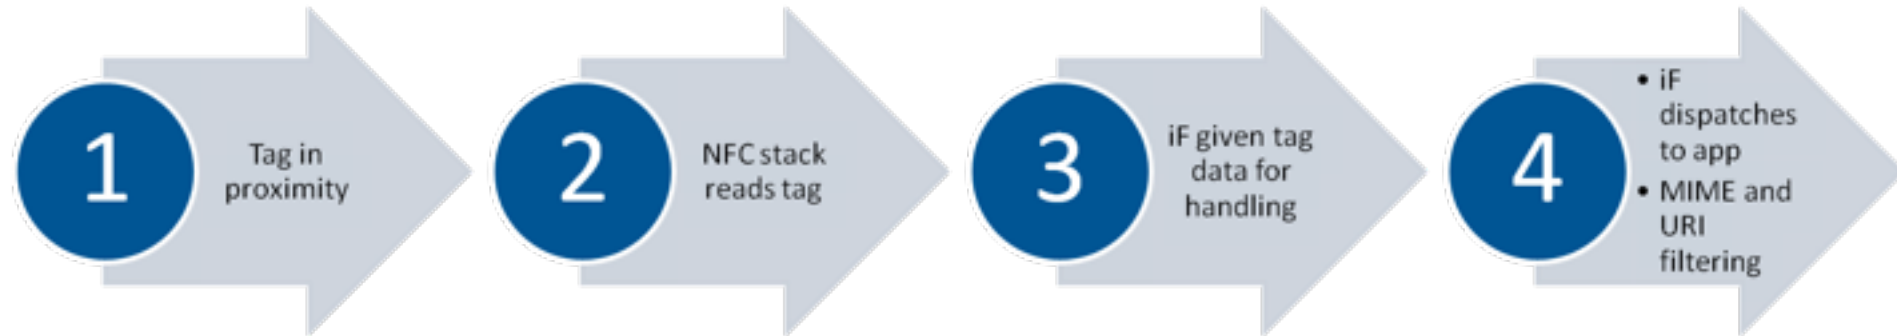 1
Tag in
proximity
2
NFC stack
reads tag
3
iF given tag
data for
handling
4
• iF
dispatches
to app
• MIME and
URI
filtering